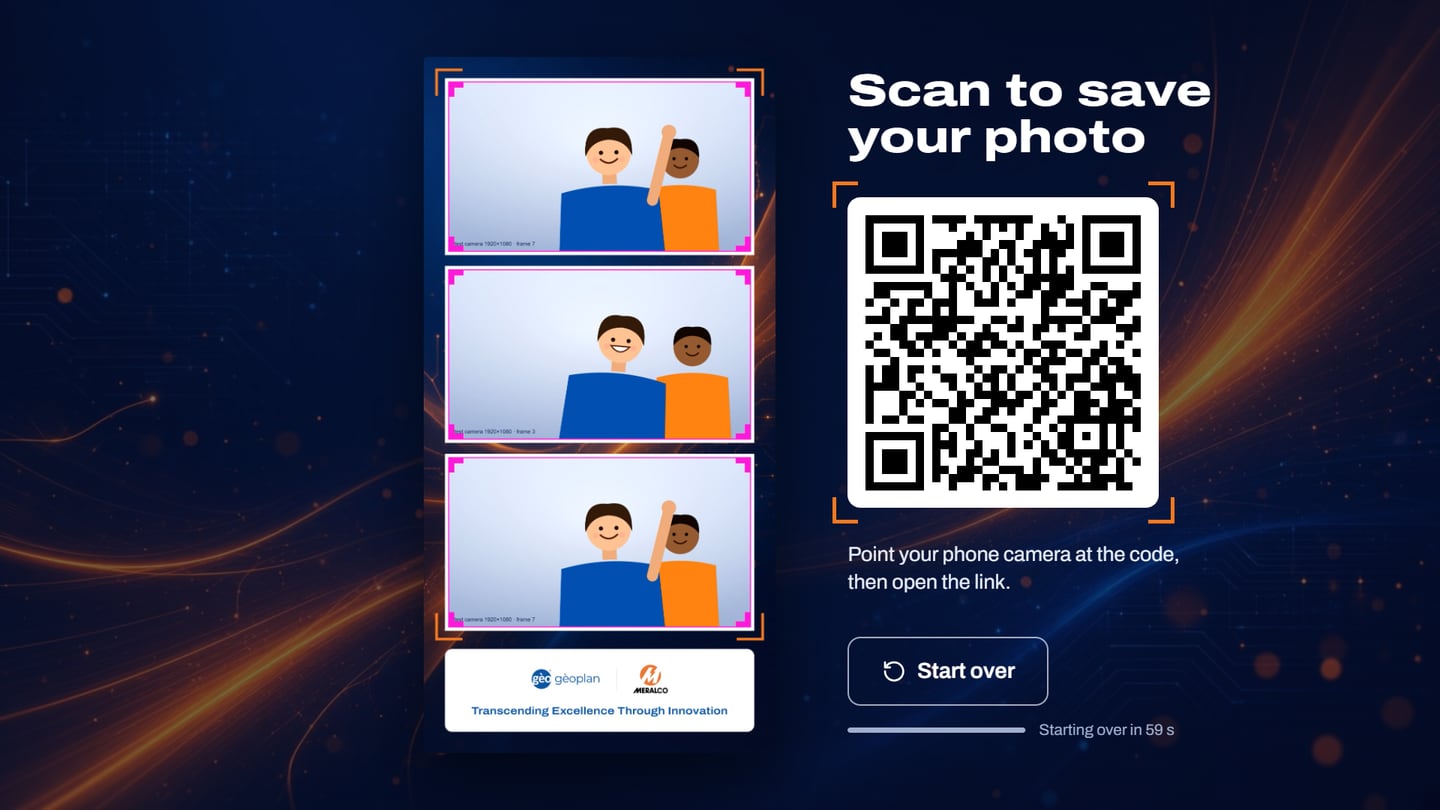 Scan to save
your photo
camera 1920×1080 · frame 7
camera 1920×1080 · frame 3
camera 1920×1080 · frame 7
gèo gèoplan
MERALCO
Transcending Excellence Through Innovation
Point your phone camera at the code,
then open the link.
Start over
Starting over in 59 s